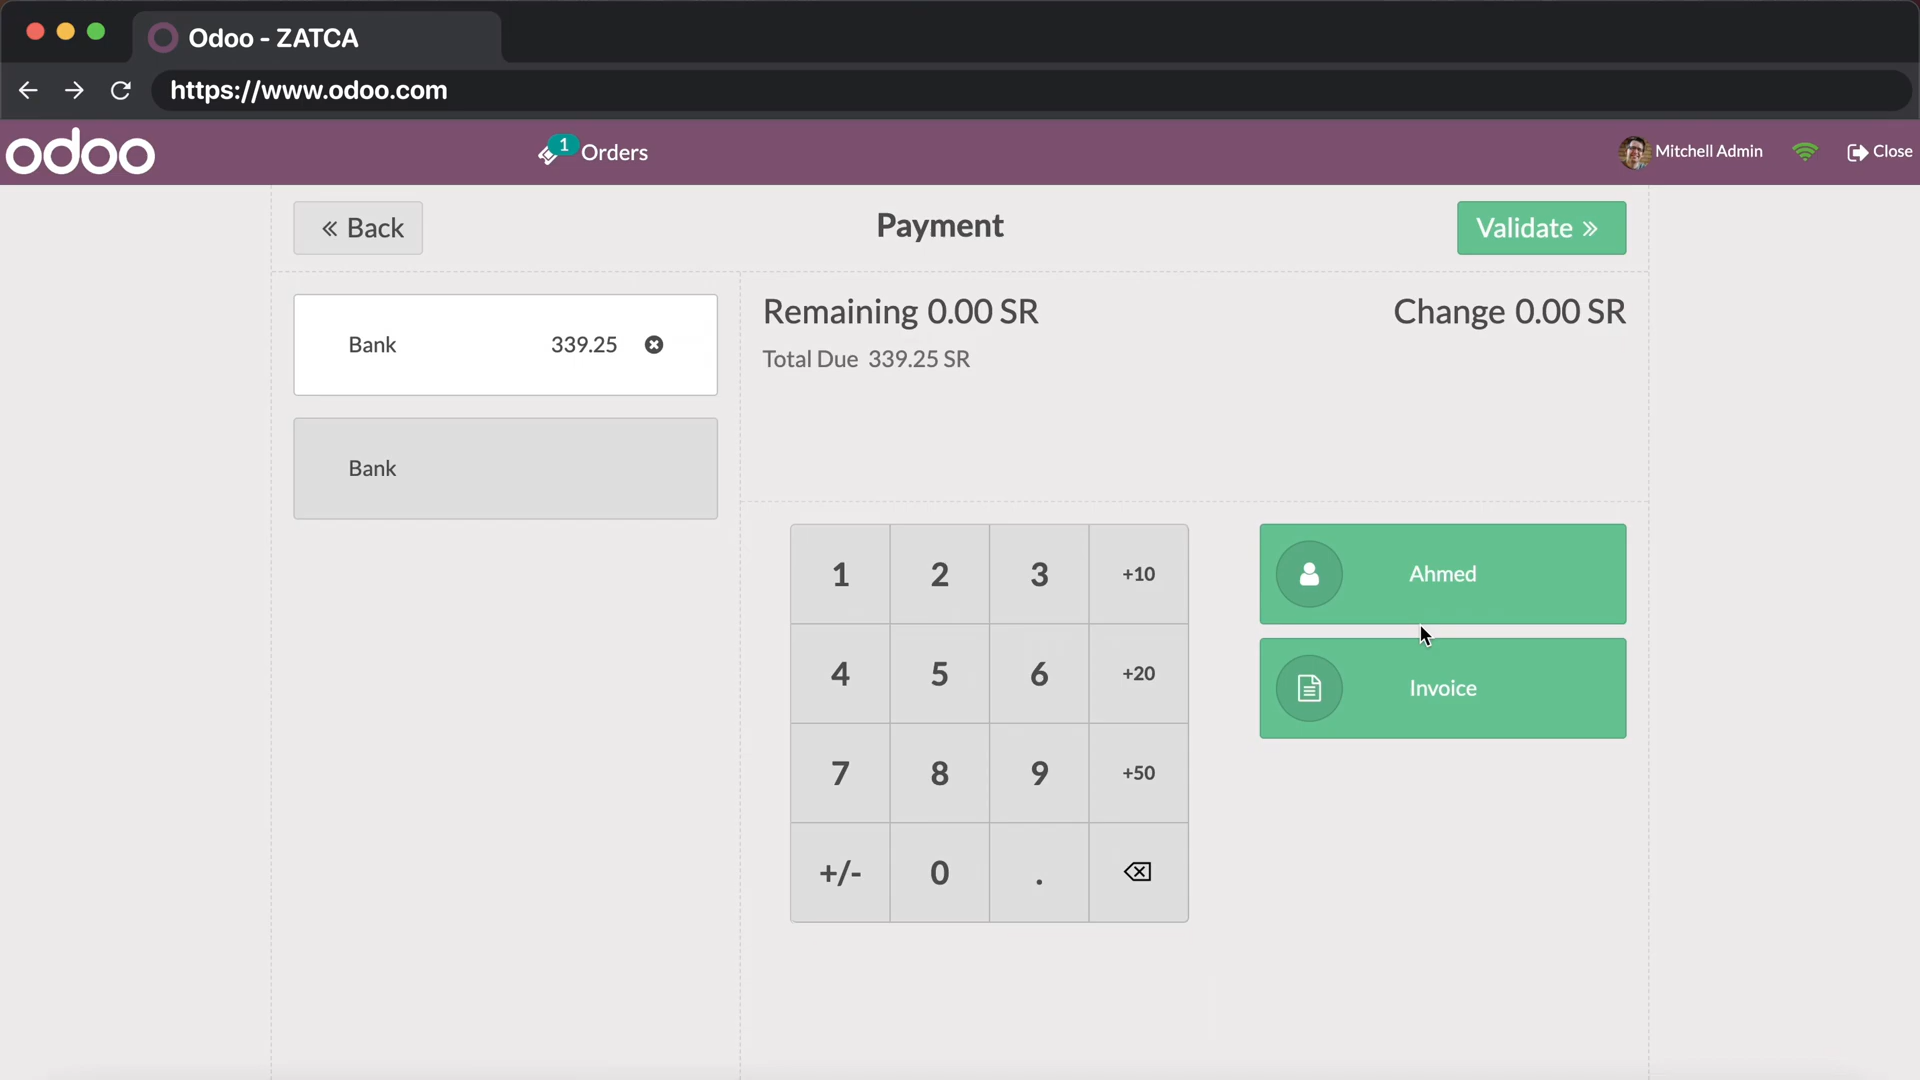 Odoo - ZATCA
https://www.odoo.com
odoo
1 Orders
Mitchell Admin
Close
« Back
Payment
Validate »
Bank 339.25
Remaining 0.00 SR
Change 0.00 SR
Total Due 339.25 SR
Bank
1 2 3 +10
4 5 6 +20
7 8 9 +50
+/- 0 .
Ahmed
Invoice